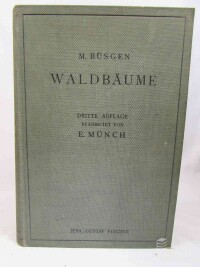 M. BÜSGEN
WALDBÄUME
DRITTE AUFLAGE
BEARBEITET VON
E. MÜNCH
JENA, GUSTAV FISCHER